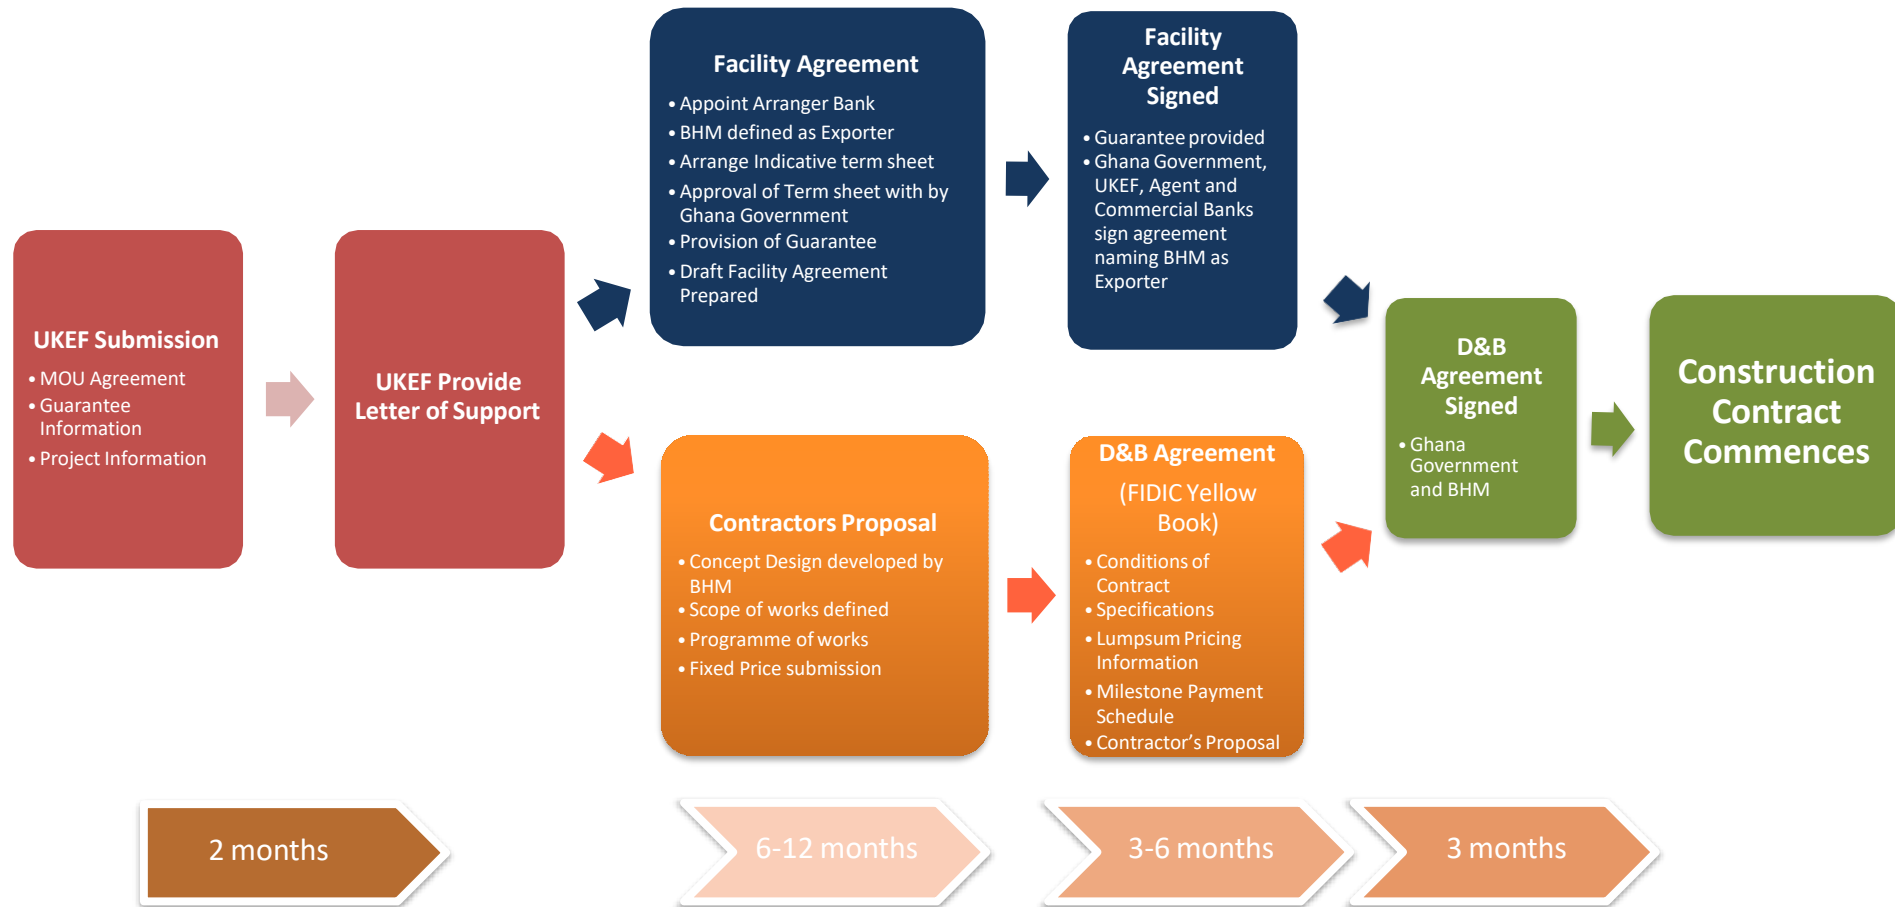 UKEF Submission
• MOU Agreement
• Guarantee
Information
• Project Information
UKEF Provide
Letter of Support
Facility Agreement
• Appoint Arranger Bank
• BHM defined as Exporter
• Arrange Indicative term sheet
• Approval of Term sheet with by
Ghana Government
• Provision of Guarantee
• Draft Facility Agreement
Prepared
Facility
Agreement
Signed
• Guarantee provided
• Ghana Government,
UKEF, Agent and
Commercial Banks
sign agreement
naming BHM as
Exporter
Contractors Proposal
• Concept Design developed by
BHM
• Scope of works defined
• Programme of works
• Fixed Price submission
D&B Agreement
(FIDIC Yellow
Book)
• Conditions of
Contract
• Specifications
• Lumpsum Pricing
Information
• Milestone Payment
Schedule
• Contractor’s Proposal
D&B
Agreement
Signed
• Ghana
Government
and BHM
Construction
Contract
Commences
2 months
6-12 months
3-6 months
3 months